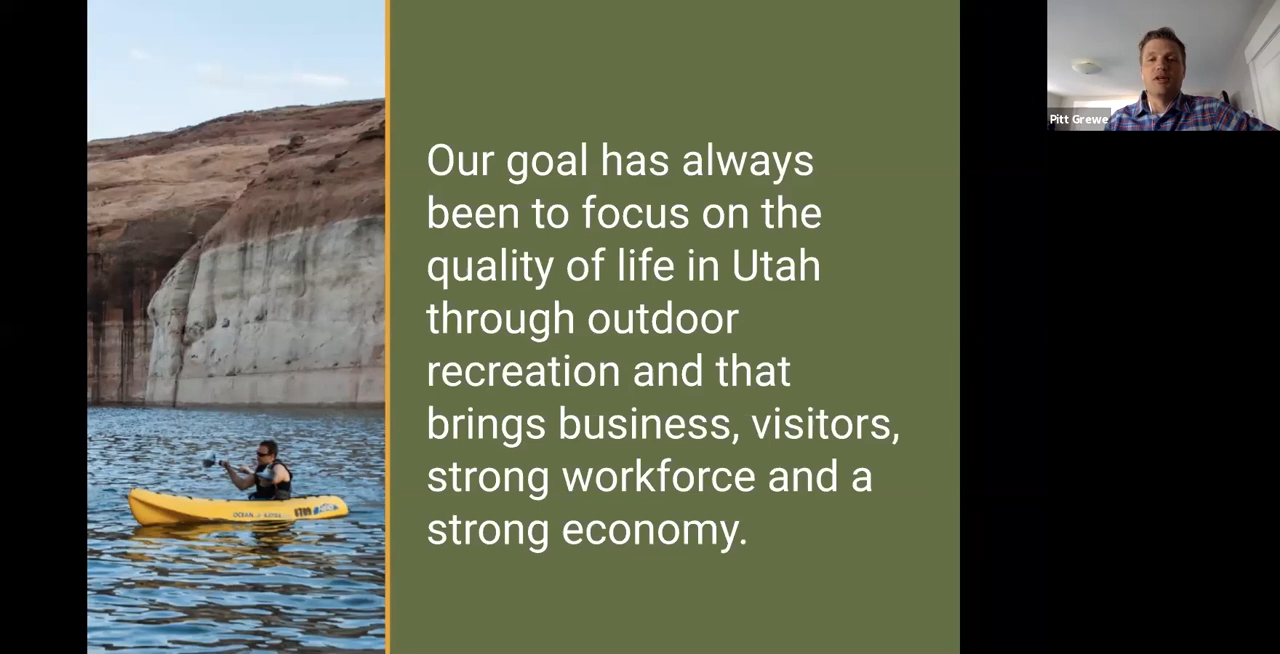 Our goal has always
been to focus on the
quality of life in Utah
through outdoor
recreation and that
brings business, visitors,
strong workforce and a
strong economy.
Pitt Grewe
OCEAN